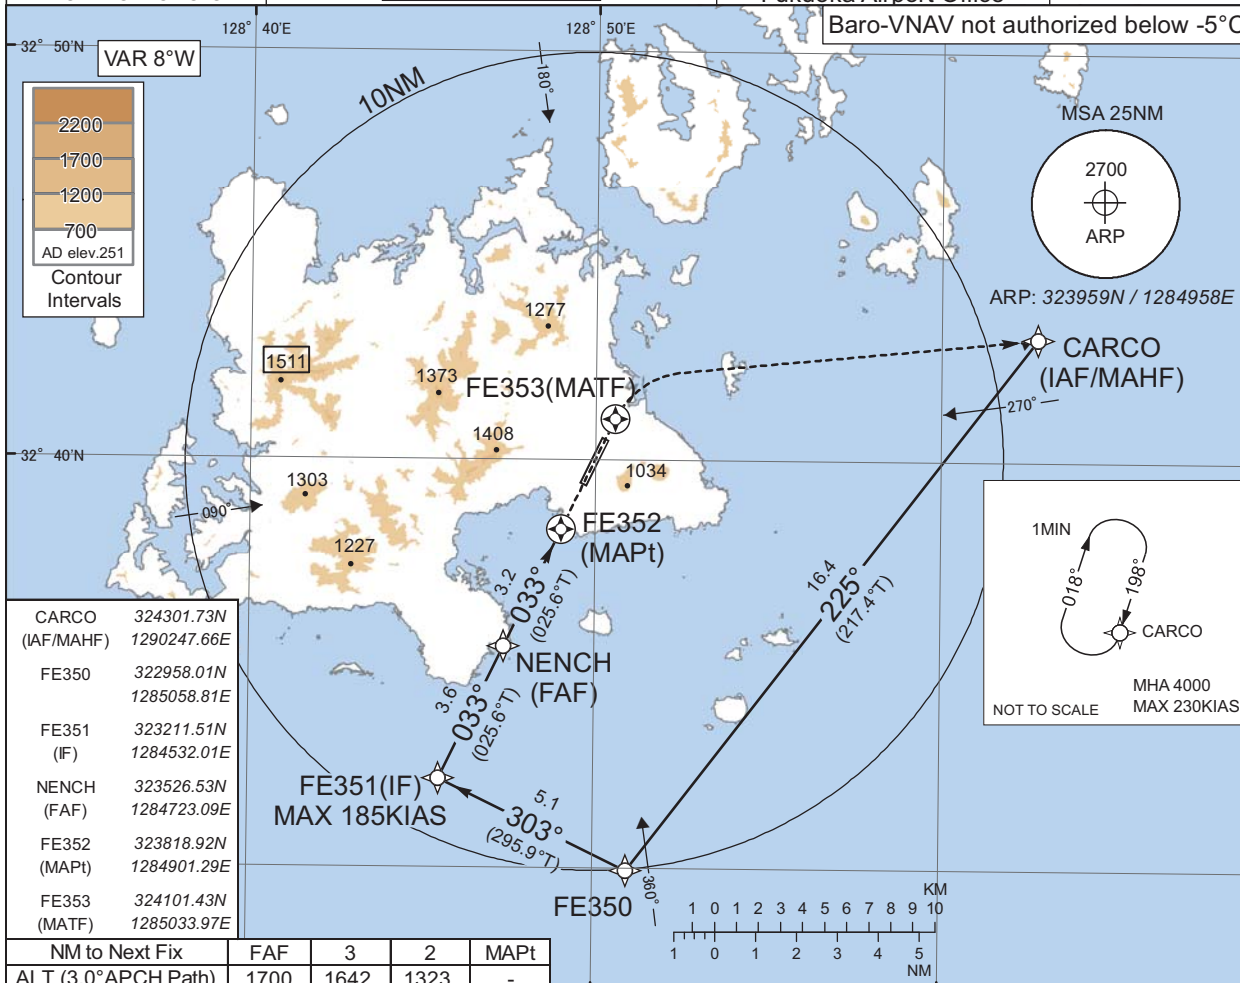 Fukuoka Airport Office
Baro-VNAV not authorized below -5°C
128° 40'E
128° 50'E
32° 50'N
VAR 8°W
10NM
180°
2200
1700
1200
700
AD elev.251
Contour
Intervals
MSA 25NM
2700
ARP
ARP: 323959N / 1284958E
1277
1511
1373
FE353(MATF)
CARCO
(IAF/MAHF)
270°
1408
32° 40'N
1303
1034
090°
FE352
(MAPt)
1227
3.2
033°
(025.6°T)
16.4
225°
(217.4°T)
1MIN
018°
198°
CARCO
MHA 4000
MAX 230KIAS
NOT TO SCALE
NENCH
(FAF)
3.6
033°
(025.6°T)
FE351(IF)
MAX 185KIAS
5.1
303°
(295.9°T)
FE350
360°
CARCO 324301.73N
(IAF/MAHF) 1290247.66E
FE350 322958.01N
1285058.81E
FE351 323211.51N
(IF) 1284532.01E
NENCH 323526.53N
(FAF) 1284723.09E
FE352 323818.92N
(MAPt) 1284901.29E
FE353 324101.43N
(MATF) 1285033.97E
KM
1 0 1 2 3 4 5 6 7 8 9 10
1 0 1 2 3 4 5
NM
NM to Next Fix FAF 3 2 MAPt
ALT (3.0°APCH Path) 1700 1642 1323 -